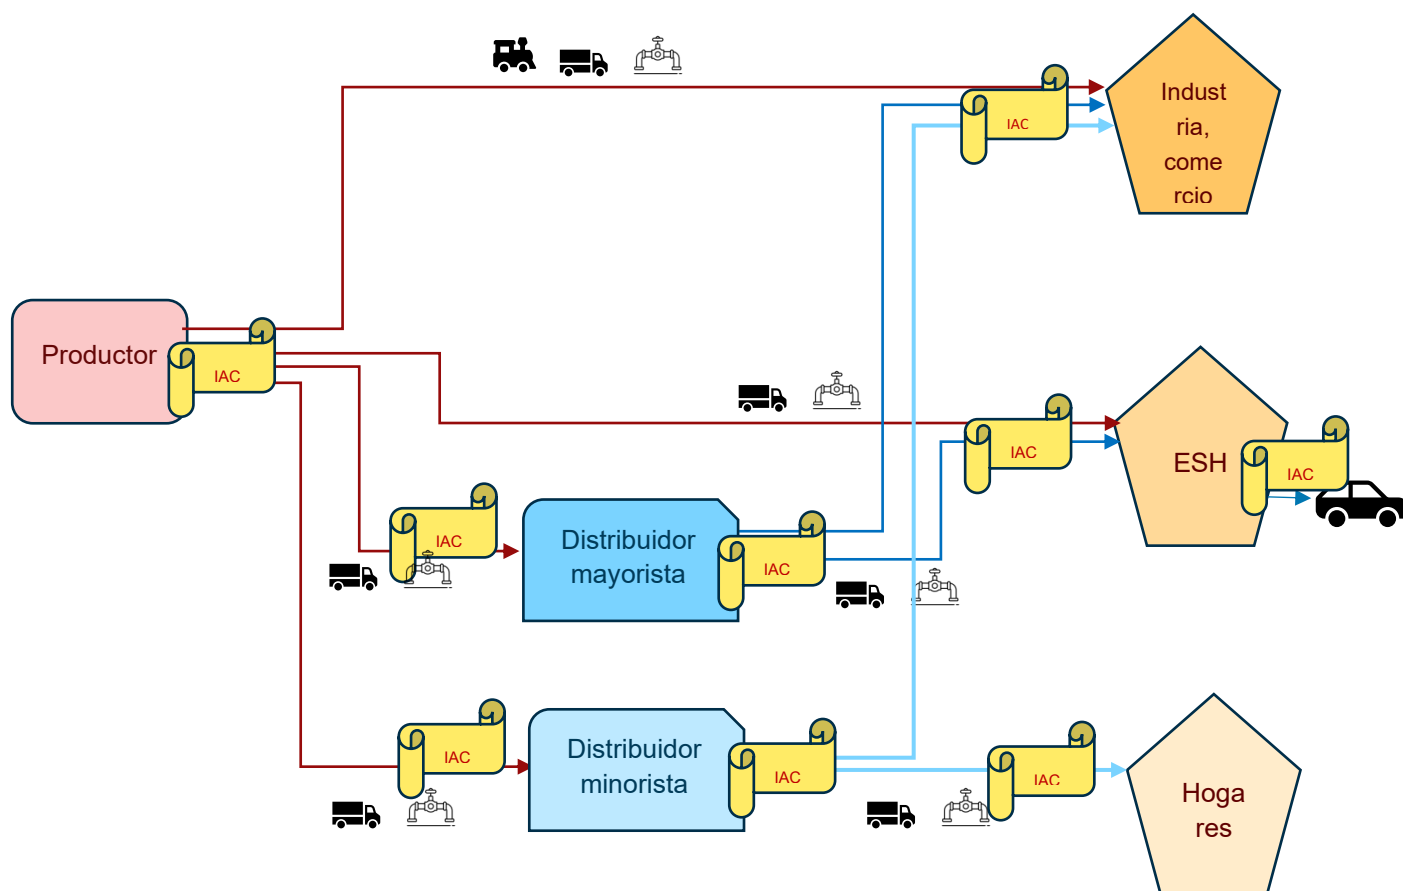 IAC
Indust
ria,
come
rcio
Productor
IAC
IAC
ESH
IAC
IAC
Distribuidor
mayorista
IAC
IAC
Distribuidor
minorista
IAC
IAC
Hoga
res